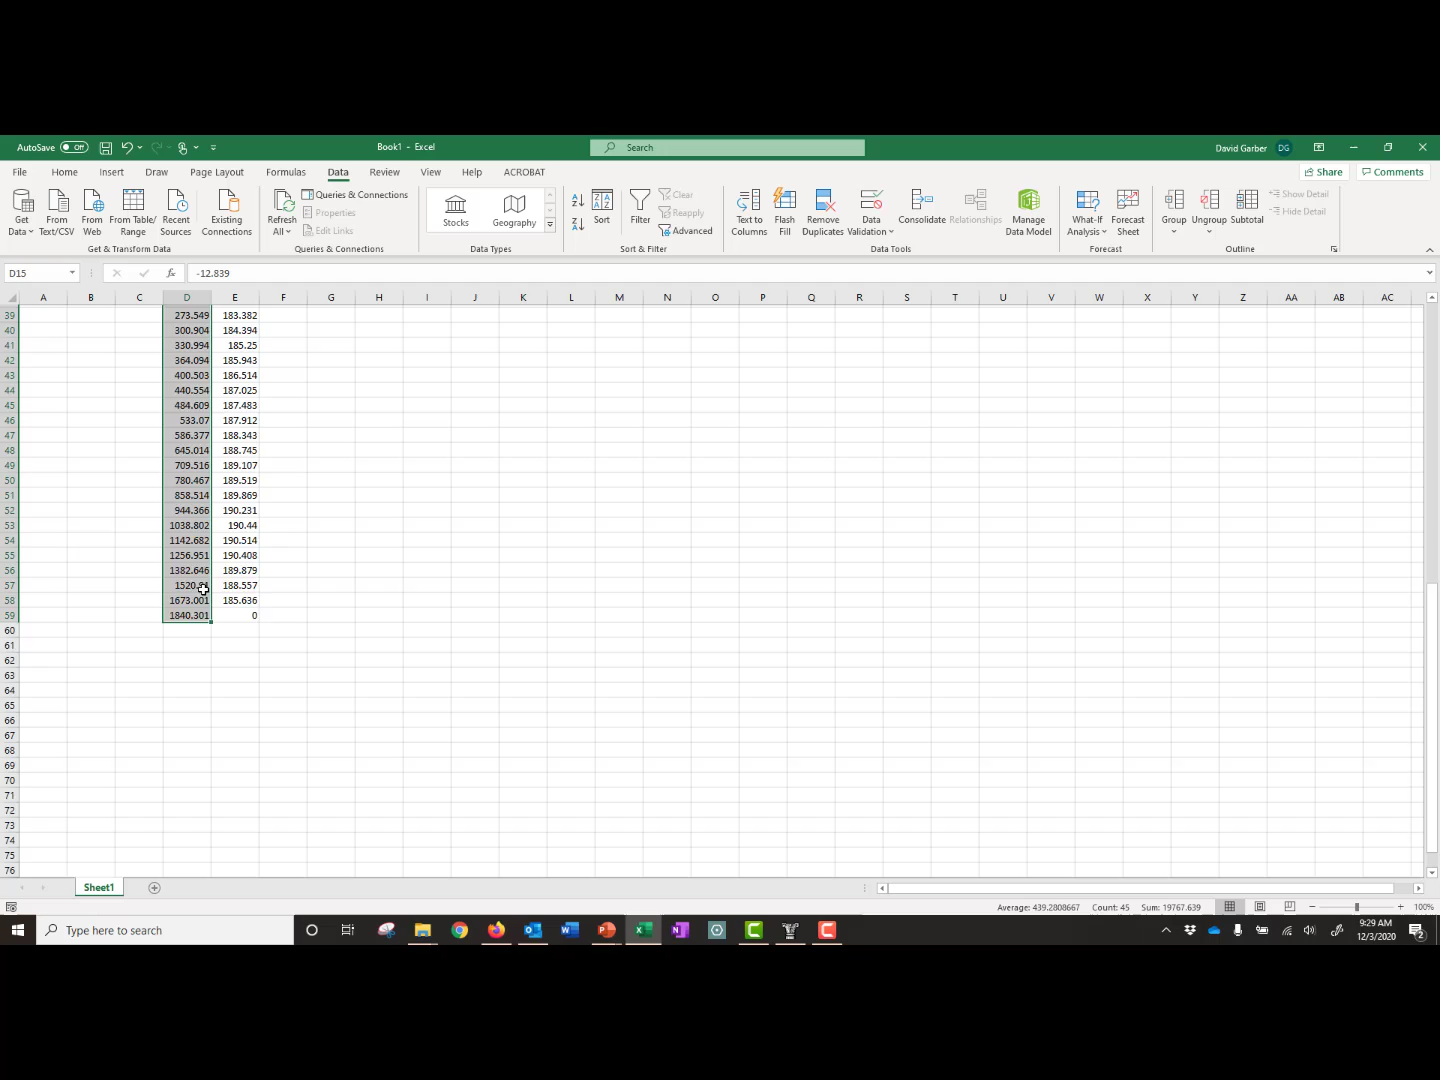 AutoSave Off Book1 - Excel Search David Garber DG
File Home Insert Draw Page Layout Formulas Data Review View Help ACROBAT Share Comments
Get Data From Text/CSV From Web From Table/Range Recent Sources Existing Connections
Get & Transform Data
Refresh All Queries & Connections Properties Edit Links
Queries & Connections
Stocks Geography
Data Types
Sort Filter Clear Reapply Advanced
Sort & Filter
Text to Columns Flash Fill Remove Duplicates Data Validation Consolidate Relationships Manage Data Model
Data Tools
What-If Analysis Forecast Sheet
Forecast
Group Ungroup Subtotal Show Detail Hide Detail
Outline
D15 fx -12.839
A B C D E F G H I J K L M N O P Q R S T U V W X Y Z AA AB AC
39 273.549 183.382
40 300.904 184.394
41 330.994 185.25
42 364.094 185.943
43 400.503 186.514
44 440.554 187.025
45 484.609 187.483
46 533.07 187.912
47 586.377 188.343
48 645.014 188.745
49 709.516 189.107
50 780.467 189.519
51 858.514 189.869
52 944.366 190.231
53 1038.802 190.44
54 1142.682 190.514
55 1256.951 190.408
56 1382.646 189.879
57 188.557
58 1673.001 185.636
59 1840.301 0
60
61
62
63
64
65
66
67
68
69
70
71
72
73
74
75
76
Sheet1
Average: 439.2808667 Count: 45 Sum: 19767.639 100%
Type here to search 9:29 AM
12/3/2020 2